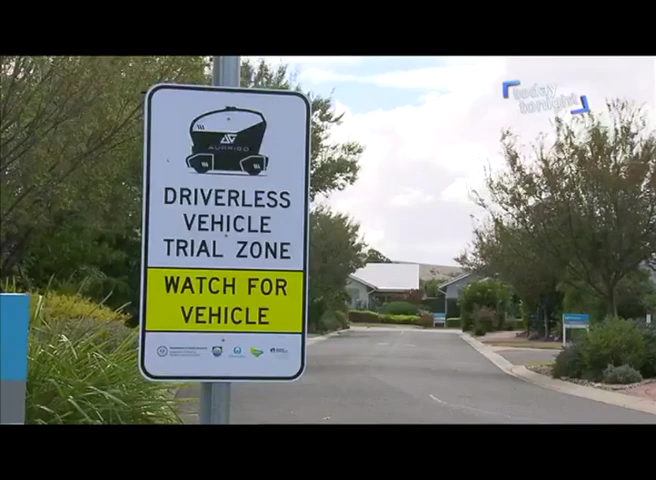 today
tonight
AURRIGO
DRIVERLESS
VEHICLE
TRIAL ZONE
WATCH FOR
VEHICLE